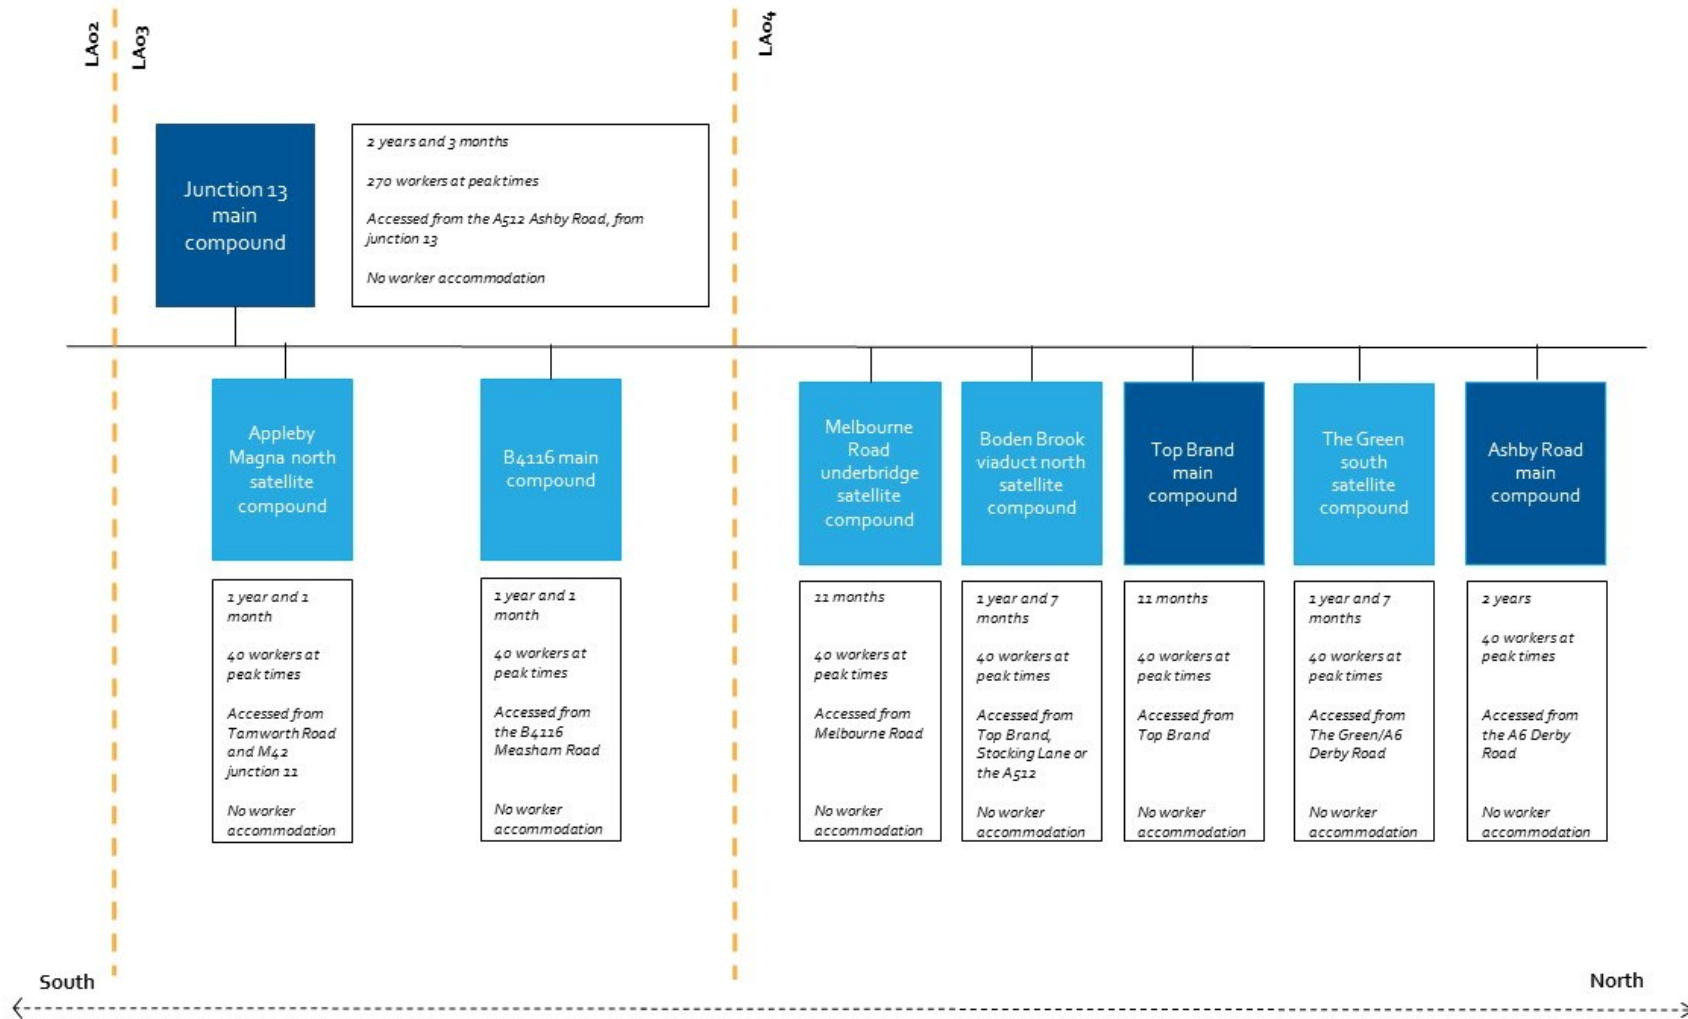 LA02
LA03
LA04
Junction 13
main
compound
2 years and 3 months
270 workers at peak times
Accessed from the A512 Ashby Road, from
junction 13
No worker accommodation
Appleby
Magna north
satellite
compound
B4116 main
compound
Melbourne
Road
underbridge
satellite
compound
Boden Brook
viaduct north
satellite
compound
Top Brand
main
compound
The Green
south
satellite
compound
Ashby Road
main
compound
1 year and 1
month
40 workers at
peak times
Accessed from
Tamworth Road
and M42
junction 11
No worker
accommodation
1 year and 1
month
40 workers at
peak times
Accessed from
the B4116
Measham Road
No worker
accommodation
11 months
40 workers at
peak times
Accessed from
Melbourne Road
No worker
accommodation
1 year and 7
months
40 workers at
peak times
Accessed from
Top Brand,
Stocking Lane or
the A512
No worker
accommodation
11 months
40 workers at
peak times
Accessed from
Top Brand
No worker
accommodation
1 year and 7
months
40 workers at
peak times
Accessed from
The Green/A6
Derby Road
No worker
accommodation
2 years
40 workers at
peak times
Accessed from
the A6 Derby
Road
No worker
accommodation
South
North